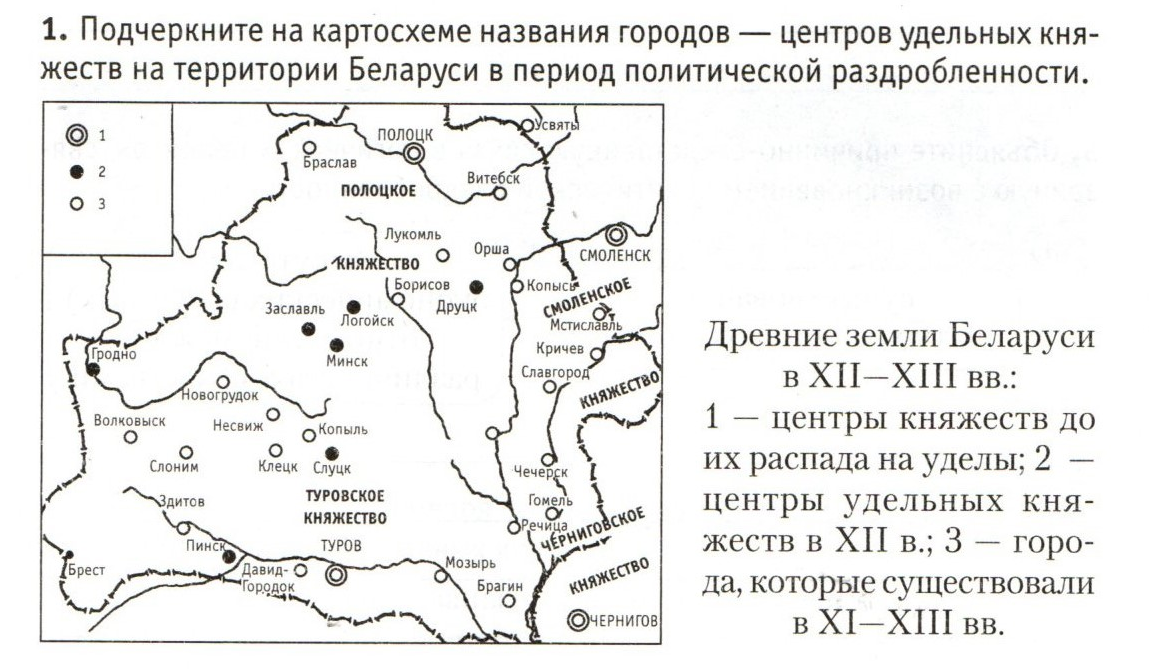 1. Подчеркните на картосхеме названия городов — центров удельных кня-
жеств на территории Беларуси в период политической раздробленности.
1
2
3
Усвяты
ПОЛОЦК
Браслав
Витебск
ПОЛОЦКОЕ
Лукомль
Орша
СМОЛЕНСК
КНЯЖЕСТВО
Борисов
Копысь
Друцк
СМОЛЕНСКОЕ
Заславль
Логойск
Мстиславль
Минск
Кричев
Гродно
Славгород
КНЯЖЕСТВО
Новогрудок
Волковыск
Несвиж
Копыль
Слоним
Клецк
Слуцк
Чечерск
ТУРОВСКОЕ
КНЯЖЕСТВО
Здитов
Гомель
Речица
ЧЕРНИГОВСКОЕ
Пинск
ТУРОВ
Брест
Давид-
Городок
Мозырь
КНЯЖЕСТВО
Брагин
ЧЕРНИГОВ
Древние земли Беларуси
в XII—XIII вв.:
1 — центры княжеств до
их распада на уделы; 2 —
центры удельных кня-
жеств в XII в.; 3 — горо-
да, которые существовали
в XI—XIII вв.